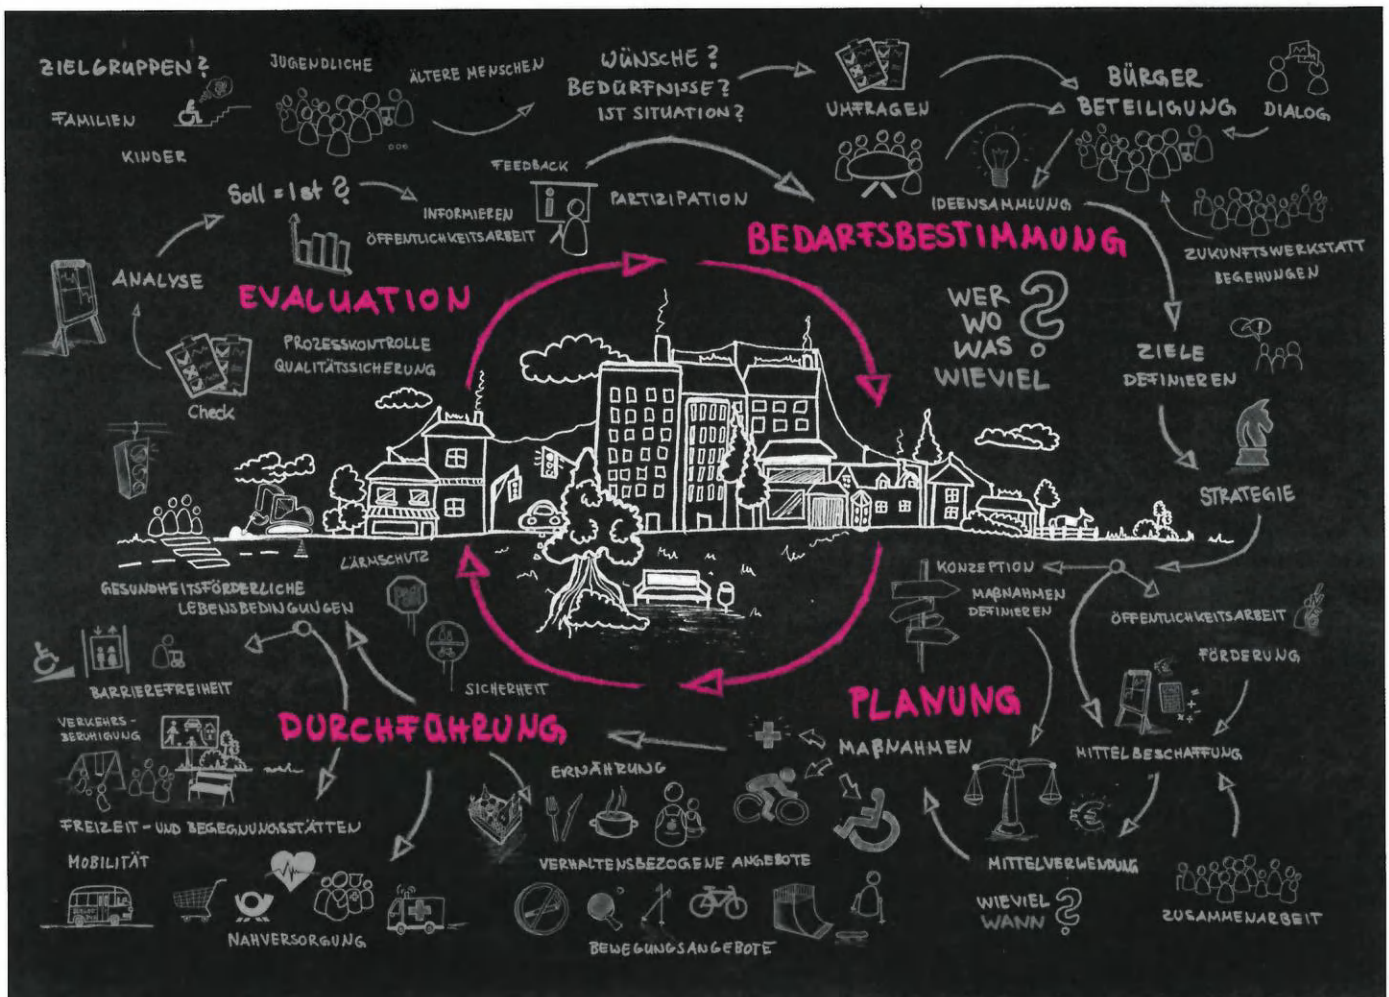 ZIELGRUPPEN?
FAMILIEN
KINDER
JUGENDLICHE
ÄLTERE MENSCHEN
WÜNSCHE?
BEDÜRFNISSE?
IST SITUATION?
UMFRAGEN
BÜRGER
BETEILIGUNG
DIALOG
IDEENSAMMLUNG
ZUKUNFTSWERKSTATT
BEGEHUNGEN
FEEDBACK
PARTIZIPATION
Soll = Ist?
INFORMIEREN
ÖFFENTLICHKEITSARBEIT
ANALYSE
EVALUATION
PROZESSKONTROLLE
QUALITÄTSSICHERUNG
Check
BEDARFSBESTIMMUNG
WER
WO
WAS
WIEVIEL
?
ZIELE
DEFINIEREN
STRATEGIE
KONZEPTION
MAßNAHMEN
DEFINIEREN
ÖFFENTLICHKEITSARBEIT
FÖRDERUNG
MITTELBESCHAFFUNG
PLANUNG
MAßNAHMEN
MITTELVERWENDUNG
WIEVIEL
WANN
?
ZUSAMMENARBEIT
LÄRMSCHUTZ
GESUNDHEITSFÖRDERLICHE
LEBENSBEDINGUNGEN
SICHERHEIT
BARRIEREFREIHEIT
DURCHFÜHRUNG
VERKEHRS-
BERUHIGUNG
FREIZEIT- UND BEGEGNUNGSSTÄTTEN
MOBILITÄT
NAHVERSORGUNG
ERNÄHRUNG
VERHALTENSBEZOGENE ANGEBOTE
BEWEGUNGSANGEBOTE